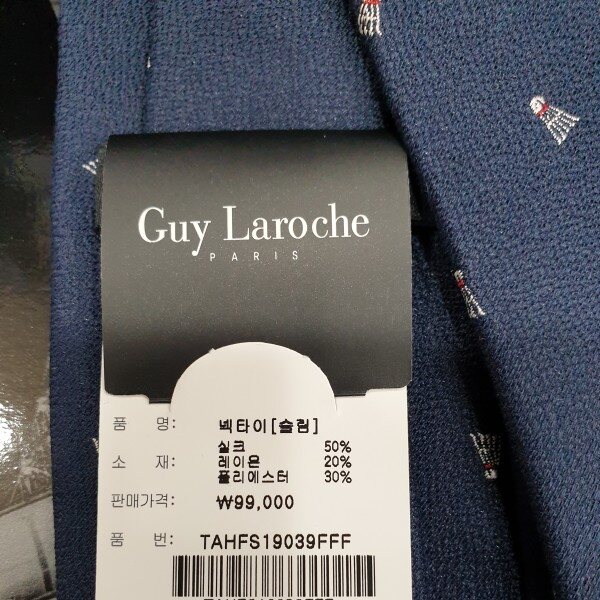 Guy Laroche
PARIS
품 명: 넥타이[슬림]
실크 50%
소 재: 레이온 20%
폴리에스터 30%
판매가격: ₩99,000
품 번: TAHFS19039FFF